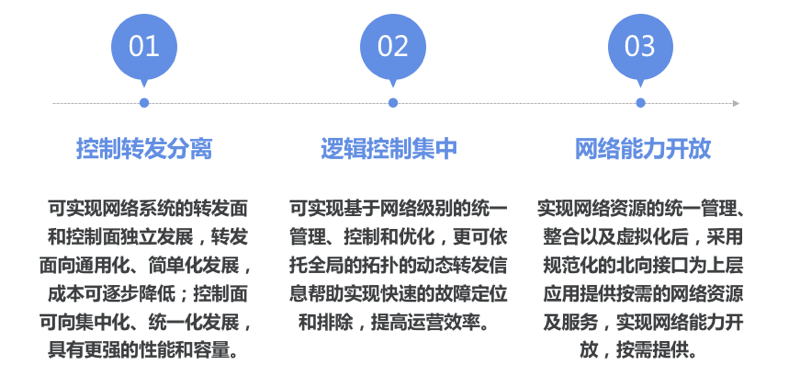 01
02
03
控制转发分离
逻辑控制集中
网络能力开放
可实现网络系统的转发面
和控制面独立发展，转发
面向通用化、简单化发展，
成本可逐步降低；控制面
可向集中化、统一化发展，
具有更强的性能和容量。
可实现基于网络级别的统一
管理、控制和优化，更可依
托全局的拓扑的动态转发信
息帮助实现快速的故障定位
和排除，提高运营效率。
实现网络资源的统一管理、
整合以及虚拟化后，采用
规范化的北向接口为上层
应用提供按需的网络资源
及服务，实现网络能力开
放，按需提供。